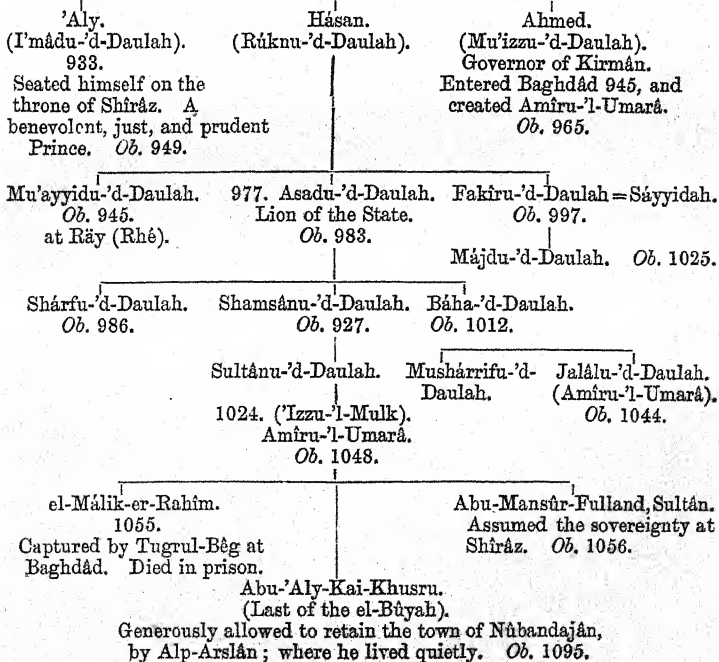 'Aly. Hásan. Ahmed.
(I'mâdu-'d-Daulah). (Rúknu-'d-Daulah). (Mu'izzu-'d-Daulah).
933. Governor of Kirmân.
Seated himself on the Entered Baghdâd 945, and
throne of Shîrâz. A created Amîru-'l-Umarâ.
benevolent, just, and prudent Ob. 965.
Prince. Ob. 949.
Mu'ayyidu-'d-Daulah. 977. Asadu-'d-Daulah. Fakîru-'d-Daulah = Sáyyidah.
Ob. 945. Lion of the State. Ob. 997.
at Räy (Rhê). Ob. 983.
Májdu-'d-Daulah. Ob. 1025.
Shárfu-'d-Daulah. Shamsânu-'d-Daulah. Báha-'d-Daulah.
Ob. 986. Ob. 927. Ob. 1012.
Sultânu-'d-Daulah. Mushárrifu-'d- Jalâlu-'d-Daulah.
Daulah. (Amîru-'l-Umarâ).
1024. ('Izzu-'l-Mulk). Ob. 1044.
Amîru-'l-Umarâ.
Ob. 1048.
el-Málik-er-Rahîm. Abu-Mansûr-Fulland, Sultán.
1055. Assumed the sovereignty at
Captured by Tugrul-Bêg at Shîrâz. Ob. 1056.
Baghdâd. Died in prison.
Abu-'Aly-Kai-Khusru.
(Last of the el-Bûyah).
Generously allowed to retain the town of Nûbandaján,
by Alp-Arslân; where he lived quietly. Ob. 1095.